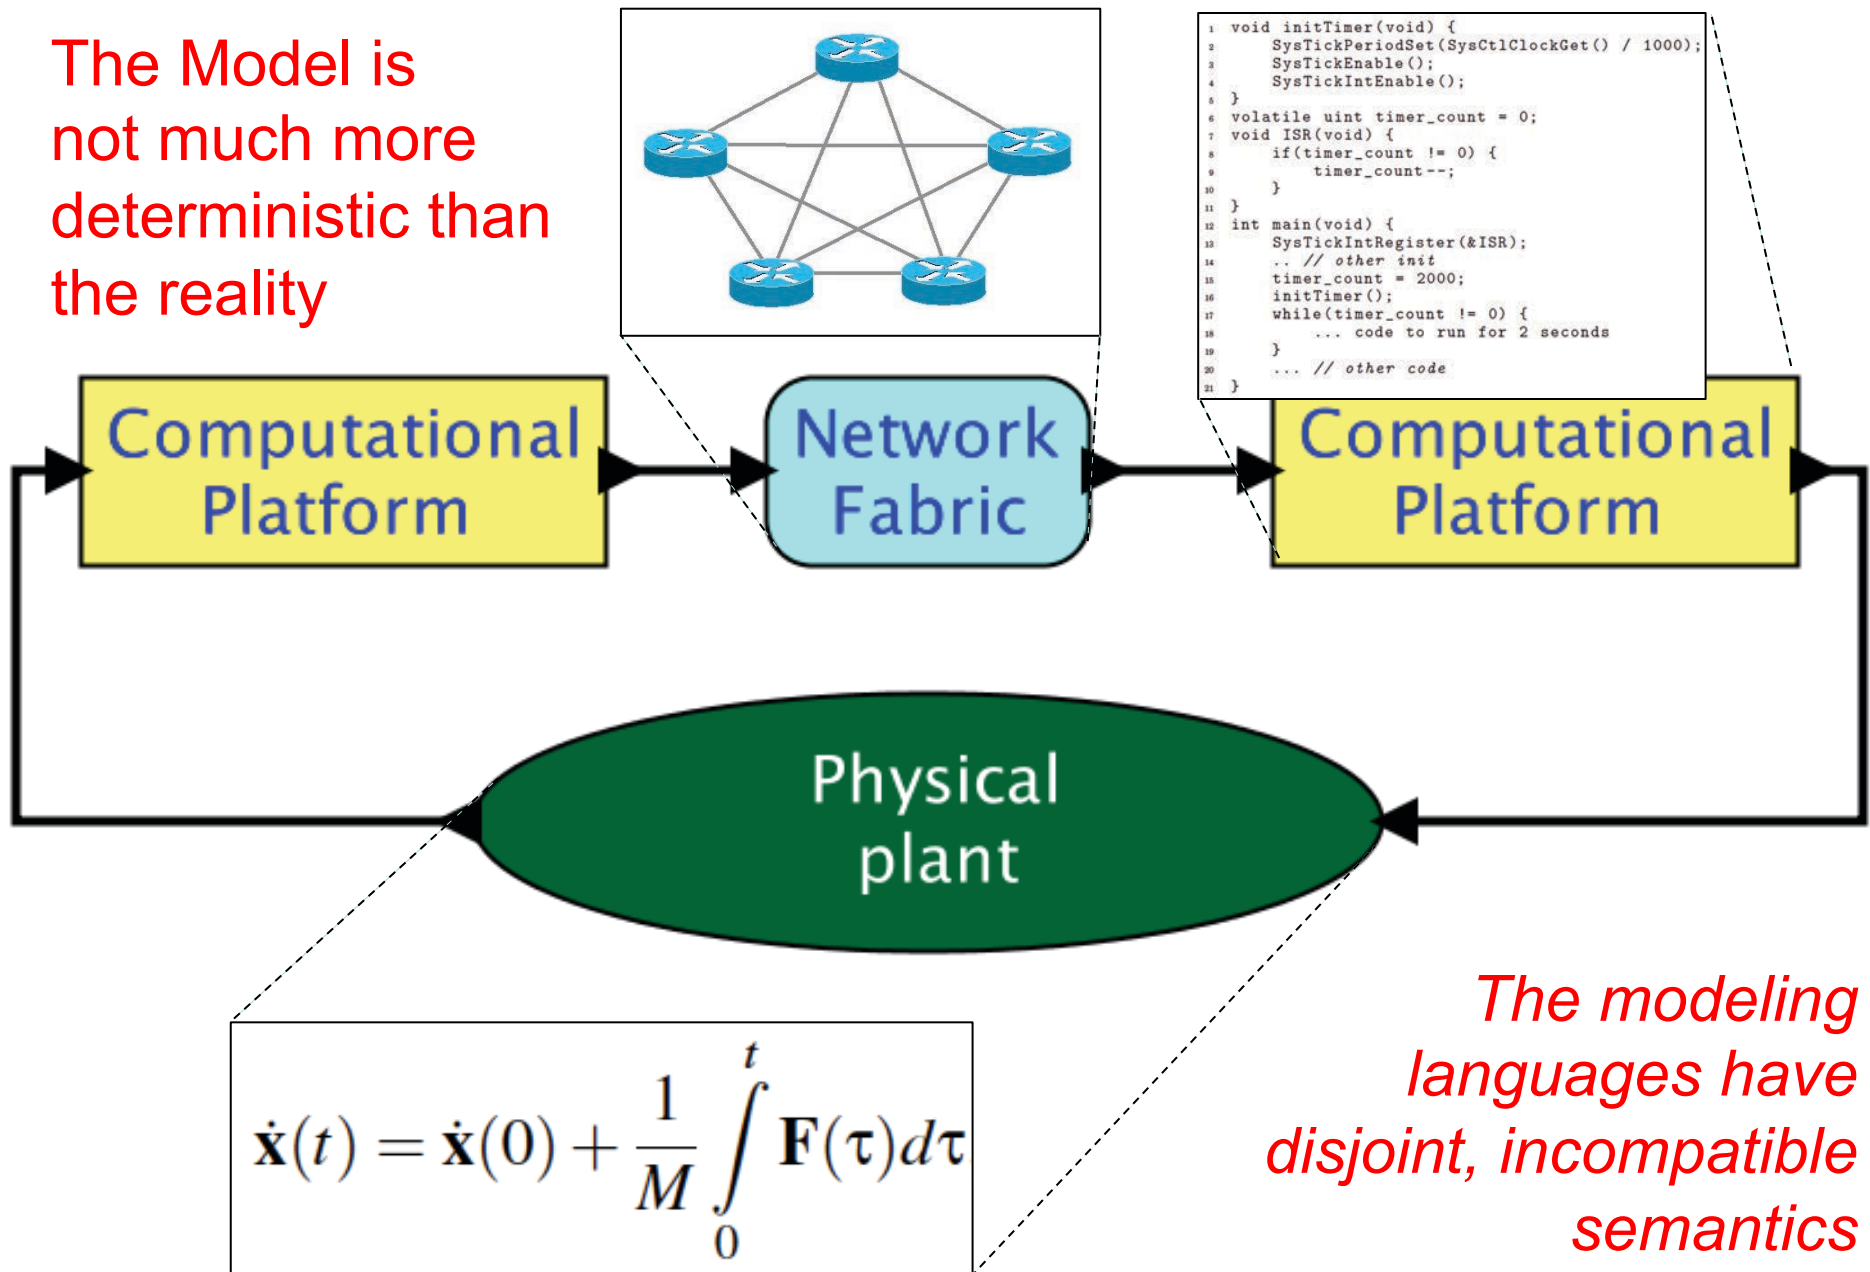 The Model is
not much more
deterministic than
the reality
1 void initTimer(void) {
2 SysTickPeriodSet(SysCtlClockGet() / 1000);
3 SysTickEnable();
4 SysTickIntEnable();
5 }
6 volatile uint timer_count = 0;
7 void ISR(void) {
8 if(timer_count != 0) {
9 timer_count--;
10 }
11 }
12 int main(void) {
13 SysTickIntRegister(&ISR);
14 .. // other init
15 timer_count = 2000;
16 initTimer();
17 while(timer_count != 0) {
18 ... code to run for 2 seconds
19 }
20 ... // other code
21 }
Computational
Platform
Network
Fabric
Computational
Platform
Physical
plant
ẋ(t) = ẋ(0) + 1/M ∫₀ᵗ F(τ)dτ
The modeling
languages have
disjoint, incompatible
semantics